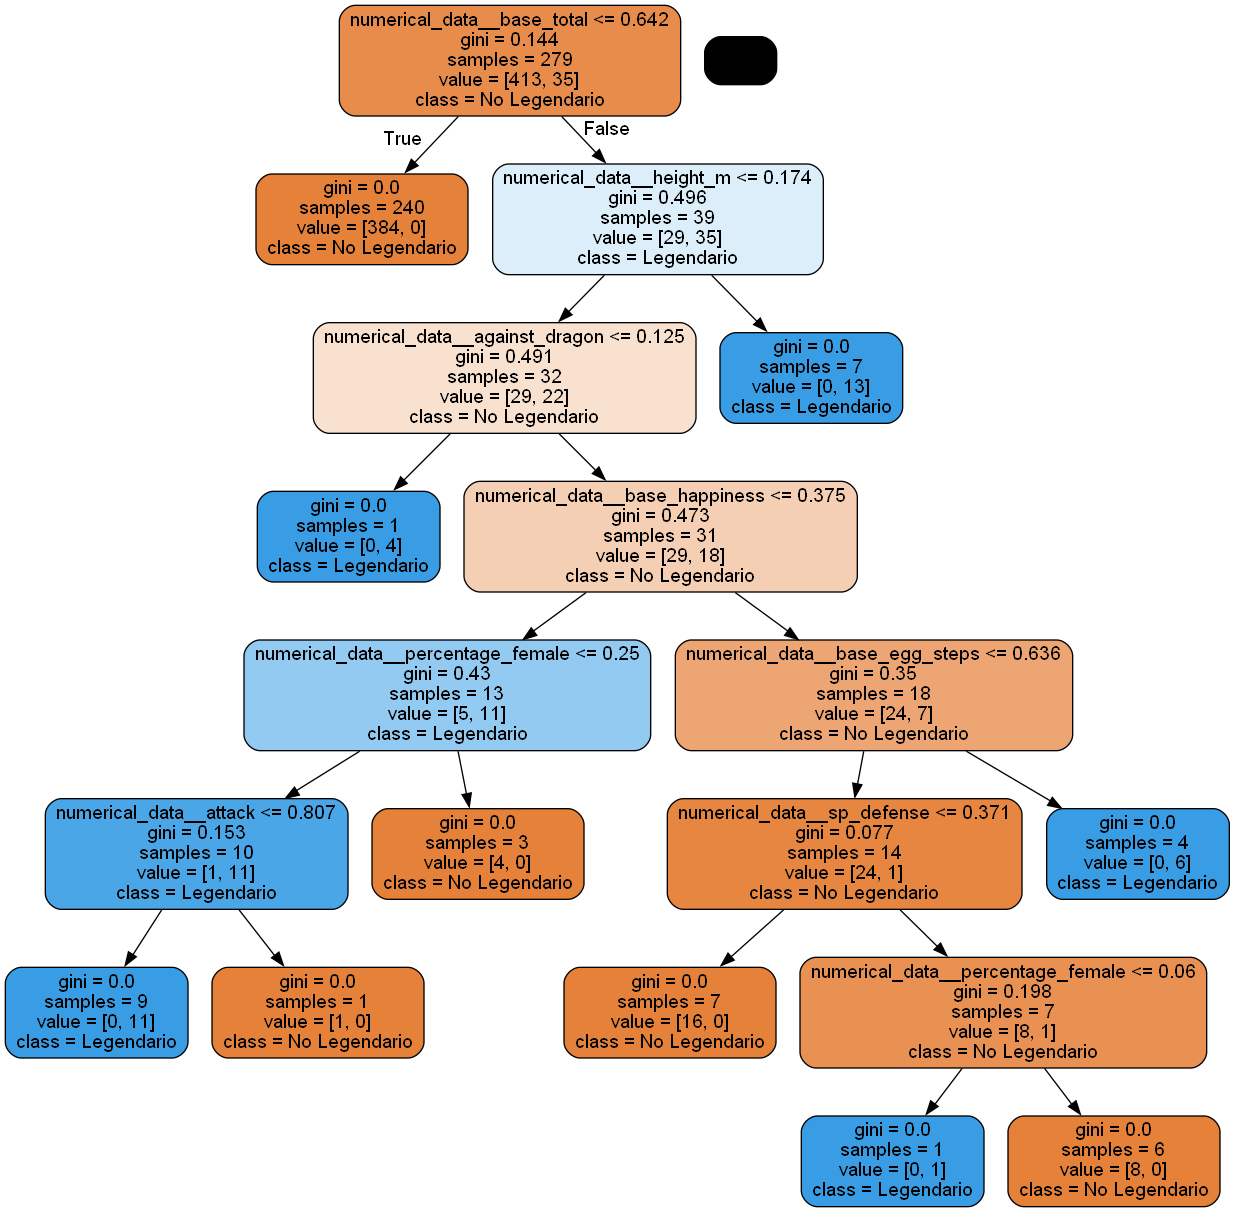 numerical_data__base_total <= 0.642
gini = 0.144
samples = 279
value = [413, 35]
class = No Legendario
True
False
gini = 0.0
samples = 240
value = [384, 0]
class = No Legendario
numerical_data__height_m <= 0.174
gini = 0.496
samples = 39
value = [29, 35]
class = Legendario
numerical_data__against_dragon <= 0.125
gini = 0.491
samples = 32
value = [29, 22]
class = No Legendario
gini = 0.0
samples = 7
value = [0, 13]
class = Legendario
gini = 0.0
samples = 1
value = [0, 4]
class = Legendario
numerical_data__base_happiness <= 0.375
gini = 0.473
samples = 31
value = [29, 18]
class = No Legendario
numerical_data__percentage_female <= 0.25
gini = 0.43
samples = 13
value = [5, 11]
class = Legendario
numerical_data__base_egg_steps <= 0.636
gini = 0.35
samples = 18
value = [24, 7]
class = No Legendario
numerical_data__attack <= 0.807
gini = 0.153
samples = 10
value = [1, 11]
class = Legendario
gini = 0.0
samples = 3
value = [4, 0]
class = No Legendario
numerical_data__sp_defense <= 0.371
gini = 0.077
samples = 14
value = [24, 1]
class = No Legendario
gini = 0.0
samples = 4
value = [0, 6]
class = Legendario
gini = 0.0
samples = 9
value = [0, 11]
class = Legendario
gini = 0.0
samples = 1
value = [1, 0]
class = No Legendario
gini = 0.0
samples = 7
value = [16, 0]
class = No Legendario
numerical_data__percentage_female <= 0.06
gini = 0.198
samples = 7
value = [8, 1]
class = No Legendario
gini = 0.0
samples = 1
value = [0, 1]
class = Legendario
gini = 0.0
samples = 6
value = [8, 0]
class = No Legendario